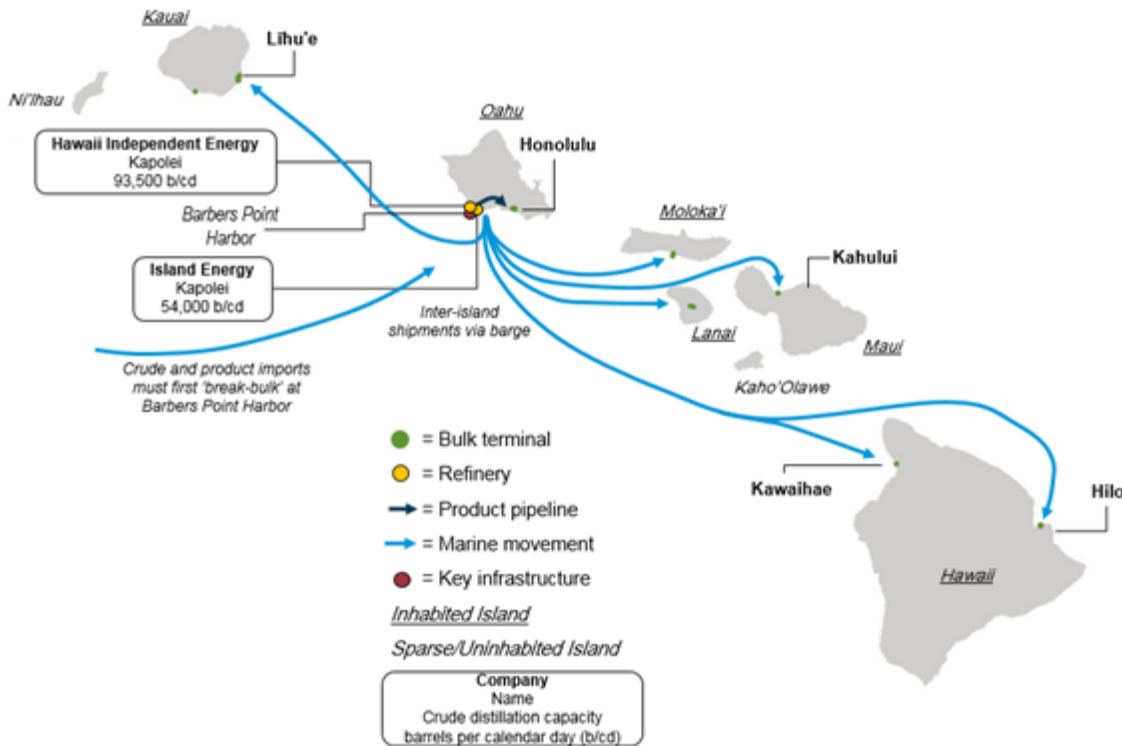 Kauai
Līhu'e
Ni'Ihau
Oahu
Honolulu
Hawaii Independent Energy
Kapolei
93,500 b/cd
Barbers Point
Harbor
Moloka'i
Kahului
Island Energy
Kapolei
54,000 b/cd
Inter-island
shipments via barge
Lanai
Maui
Kaho'Olawe
Crude and product imports
must first 'break-bulk' at
Barbers Point Harbor
Kawaihae
Hilo
Hawaii
= Bulk terminal
= Refinery
= Product pipeline
= Marine movement
= Key infrastructure
Inhabited Island
Sparse/Uninhabited Island
Company
Name
Crude distillation capacity
barrels per calendar day (b/cd)